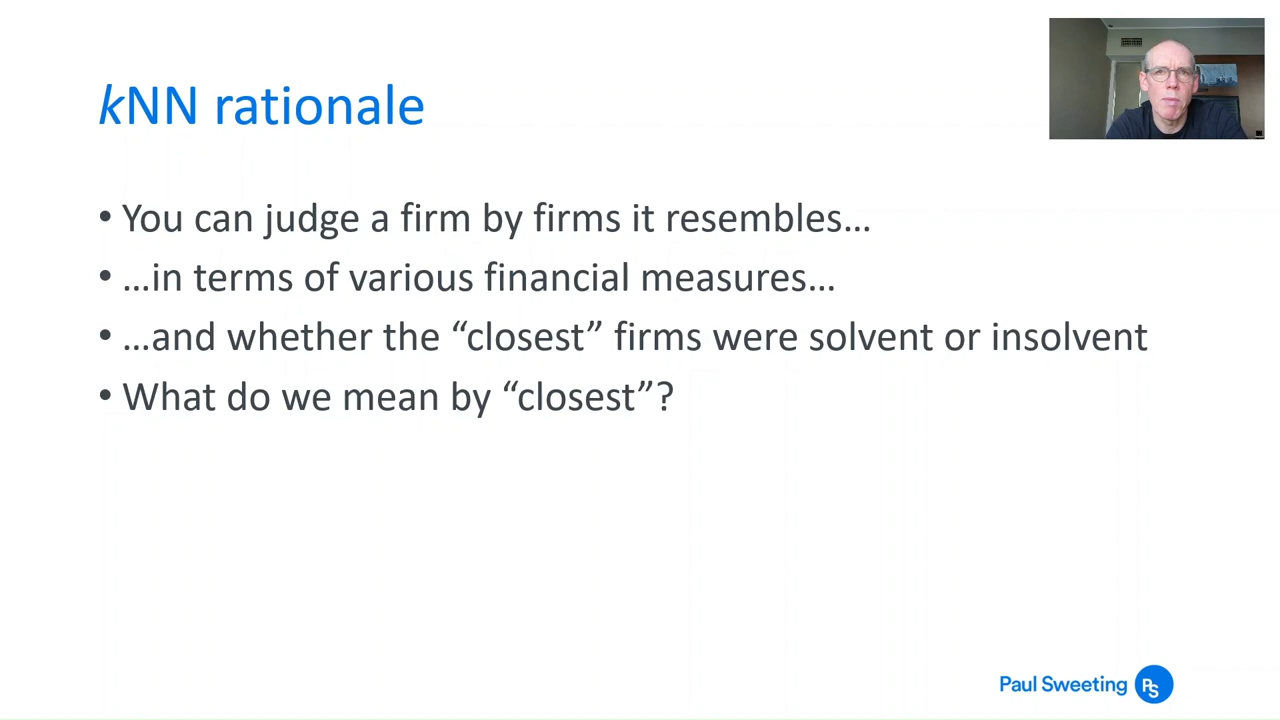 kNN rationale
• You can judge a firm by firms it resembles…
• …in terms of various financial measures…
• …and whether the “closest” firms were solvent or insolvent
• What do we mean by “closest”?
Paul Sweeting PS